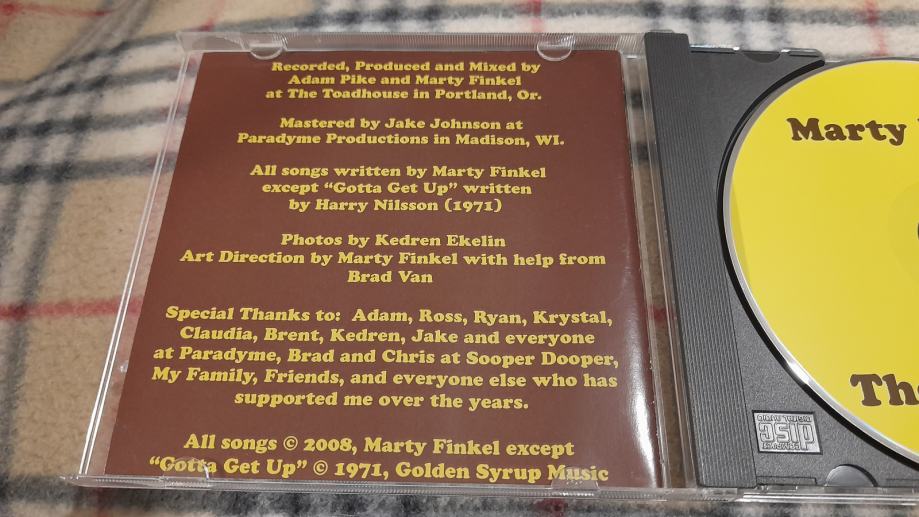 Recorded, Produced and Mixed by
Adam Pike and Marty Finkel
at The Toadhouse in Portland, Or.
Mastered by Jake Johnson at
Paradyme Productions in Madison, WI.
All songs written by Marty Finkel
except “Gotta Get Up” written
by Harry Nilsson (1971)
Photos by Kedren Ekelin
Art Direction by Marty Finkel with help from
Brad Van
Special Thanks to: Adam, Ross, Ryan, Krystal,
Claudia, Brent, Kedren, Jake and everyone
at Paradyme, Brad and Chris at Sooper Dooper,
My Family, Friends, and everyone else who has
supported me over the years.
All songs © 2008, Marty Finkel except
“Gotta Get Up” © 1971, Golden Syrup Music
Marty
disc
DIGITAL AUDIO